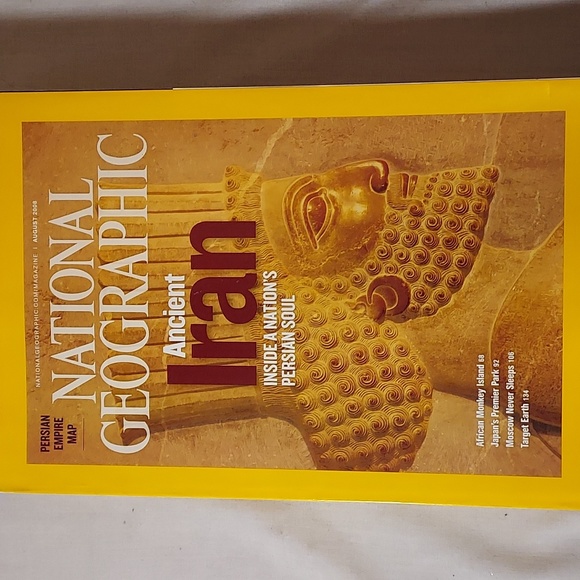 NATIONALGEOGRAPHIC.COM/MAGAZINE | AUGUST 2008
NATIONAL
GEOGRAPHIC
PERSIAN
EMPIRE
MAP
Ancient
Iran
INSIDE A NATION'S
PERSIAN SOUL
African Monkey Island 68
Japan's Premier Park 92
Moscow Never Sleeps 106
Target Earth 134